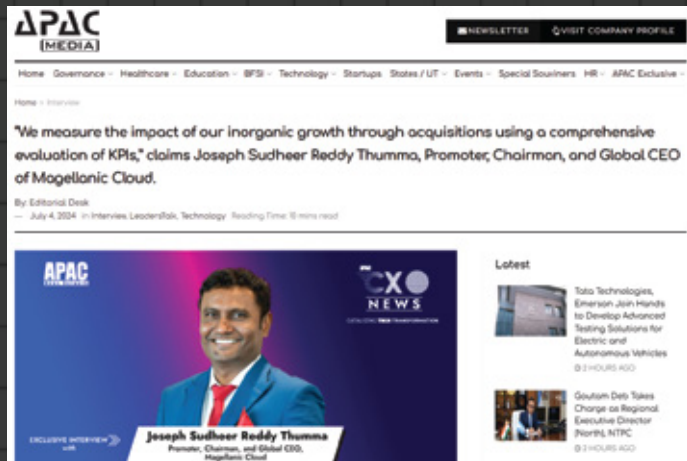 APAC
[MEDIA]
NEWSLETTER
VISIT COMPANY PROFILE
Home Governance Healthcare Education BFSI Technology Startups States / UT Events Special Souviners HR APAC Exclusive
Home > Interview
"We measure the impact of our inorganic growth through acquisitions using a comprehensive
evaluation of KPIs," claims Joseph Sudheer Reddy Thumma, Promoter, Chairman, and Global CEO
of Magellanic Cloud.
By: Editorial Desk
— July 4, 2024 in Interview, LeadersTalk, Technology Reading Time: 10 mins read
APAC
CXO
NEWS
EXCLUSIVE INTERVIEW
with
Joseph Sudheer Reddy Thumma
Promoter, Chairman, and Global CEO,
Magellanic Cloud
Latest
Tata Technologies,
Emerson Join Hands
to Develop Advanced
Testing Solutions for
Electric and
Autonomous Vehicles
2 HOURS AGO
Goutam Deb Takes
Charge as Regional
Executive Director
(North), NTPC
2 HOURS AGO